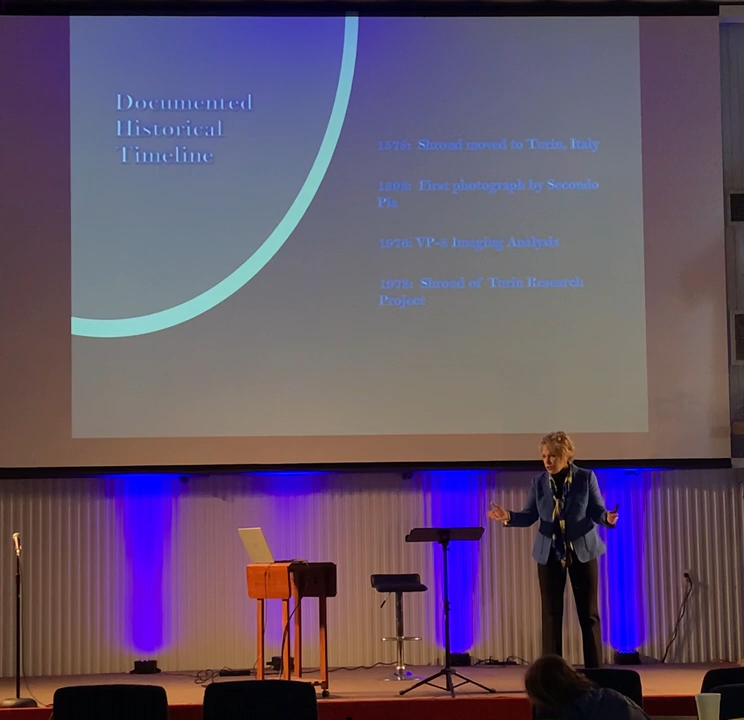 Documented
Historical
Timeline
1578: Shroud moved to Turin, Italy
1898: First photograph by Secondo
Pia
1976: VP-8 Imaging Analysis
1978: Shroud of Turin Research
Project